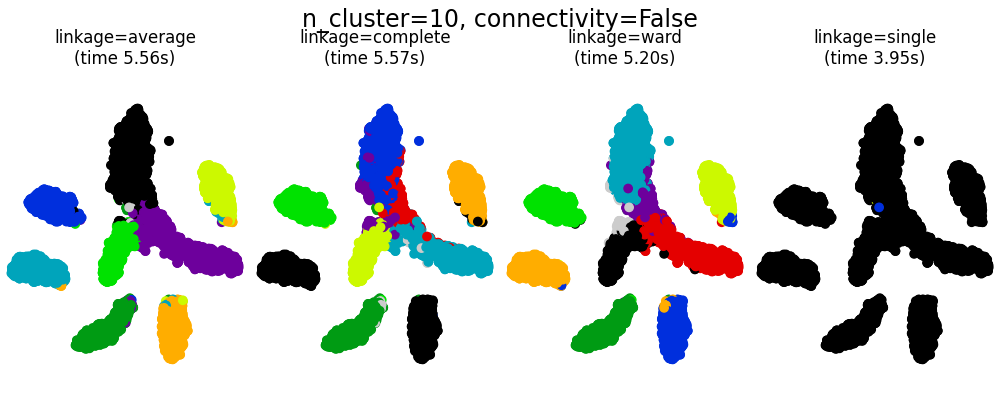 n_cluster=10, connectivity=False
linkage=average
(time 5.56s)
linkage=complete
(time 5.57s)
linkage=ward
(time 5.20s)
linkage=single
(time 3.95s)